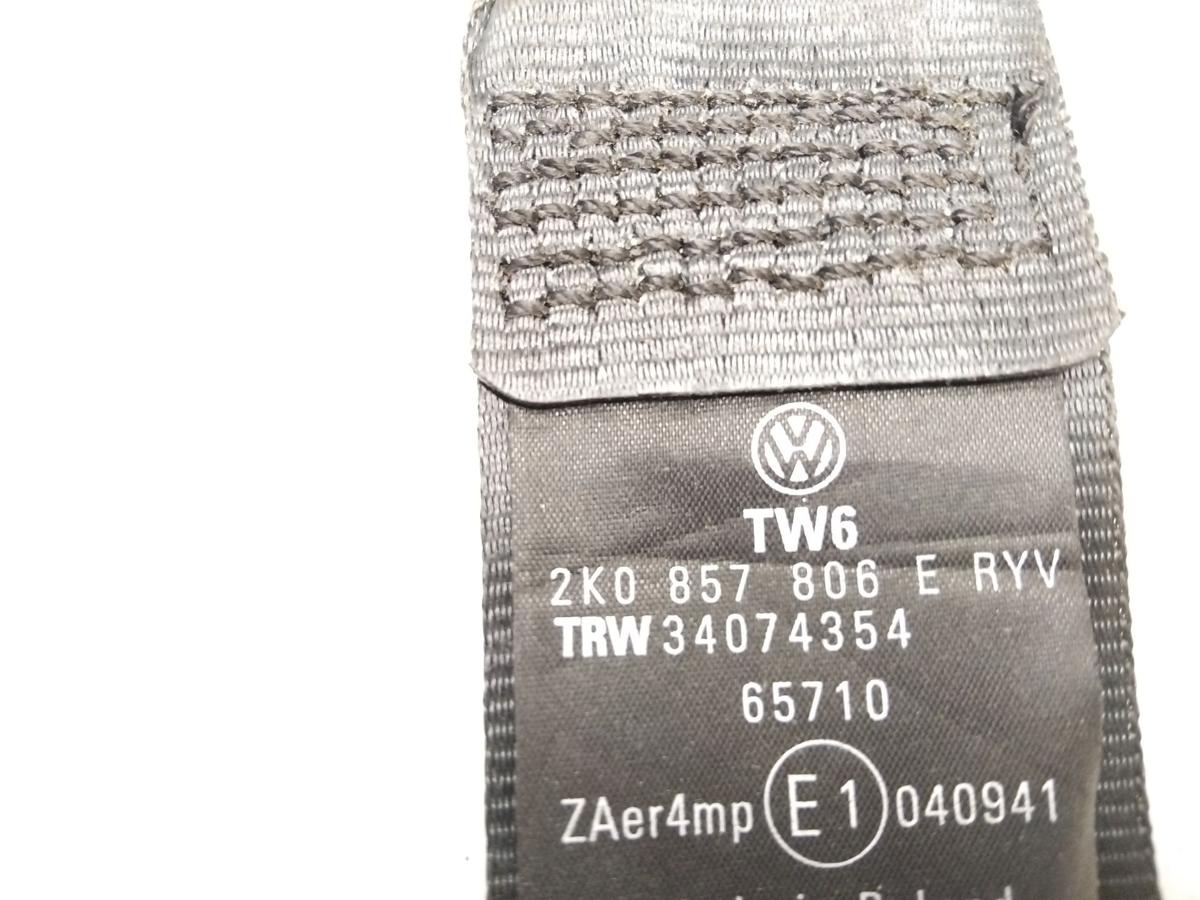 TW6
2K0 857 806 E RYV
TRW 34074354
65710
ZAer4mp E1 040941